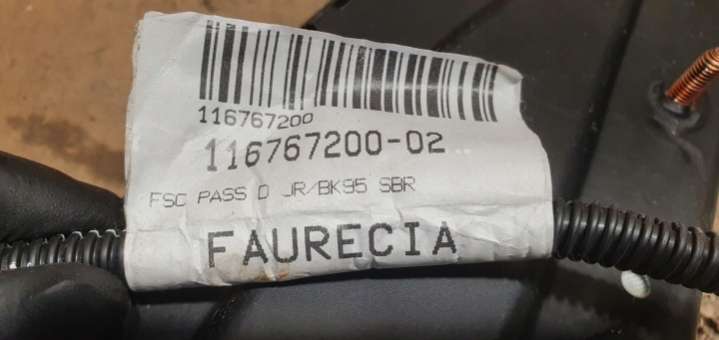 116767200
116767200-02
FSC PASS D JR/BK95 SBR
FAURECIA